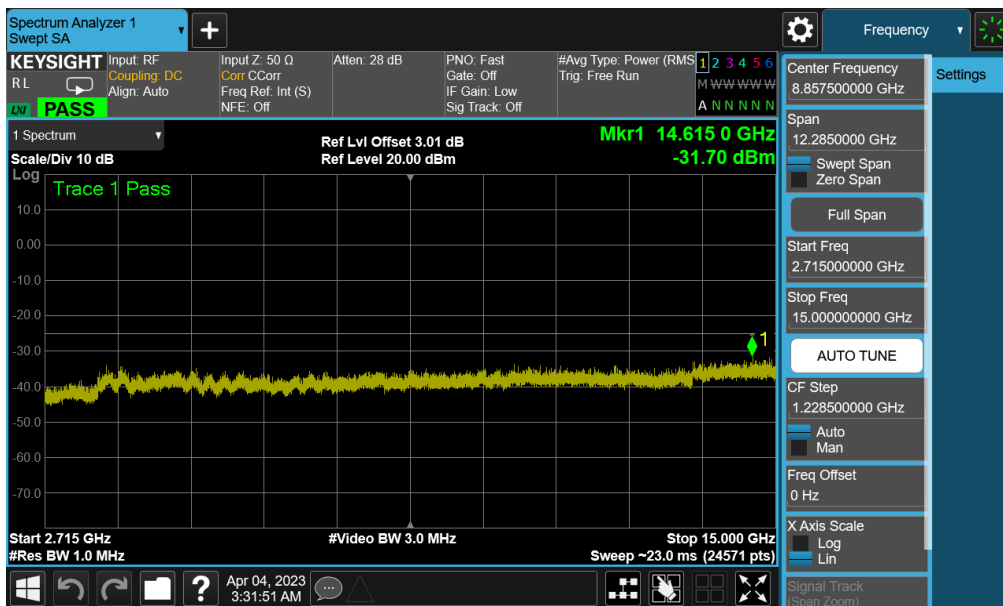 Spectrum Analyzer 1
Swept SA
Frequency
KEYSIGHT
RL
LXI
PASS
Input: RF
Coupling: DC
Align: Auto
Input Z: 50 Ω
Corr CCorr
Freq Ref: Int (S)
NFE: Off
Atten: 28 dB
PNO: Fast
Gate: Off
IF Gain: Low
Sig Track: Off
#Avg Type: Power (RMS
Trig: Free Run
1 2 3 4 5 6
M W W W W W
A N N N N N
Settings
1 Spectrum
Scale/Div 10 dB
Ref Lvl Offset 3.01 dB
Ref Level 20.00 dBm
Mkr1 14.615 0 GHz
-31.70 dBm
Log
Trace 1 Pass
10.0
0.00
-10.0
-20.0
-30.0
-40.0
-50.0
-60.0
-70.0
1
Start 2.715 GHz
#Res BW 1.0 MHz
#Video BW 3.0 MHz
Stop 15.000 GHz
Sweep ~23.0 ms (24571 pts)
Center Frequency
8.857500000 GHz
Span
12.2850000 GHz
Swept Span
Zero Span
Full Span
Start Freq
2.715000000 GHz
Stop Freq
15.000000000 GHz
AUTO TUNE
CF Step
1.228500000 GHz
Auto
Man
Freq Offset
0 Hz
X Axis Scale
Log
Lin
Signal Track
(Span Zoom)
?
Apr 04, 2023
3:31:51 AM